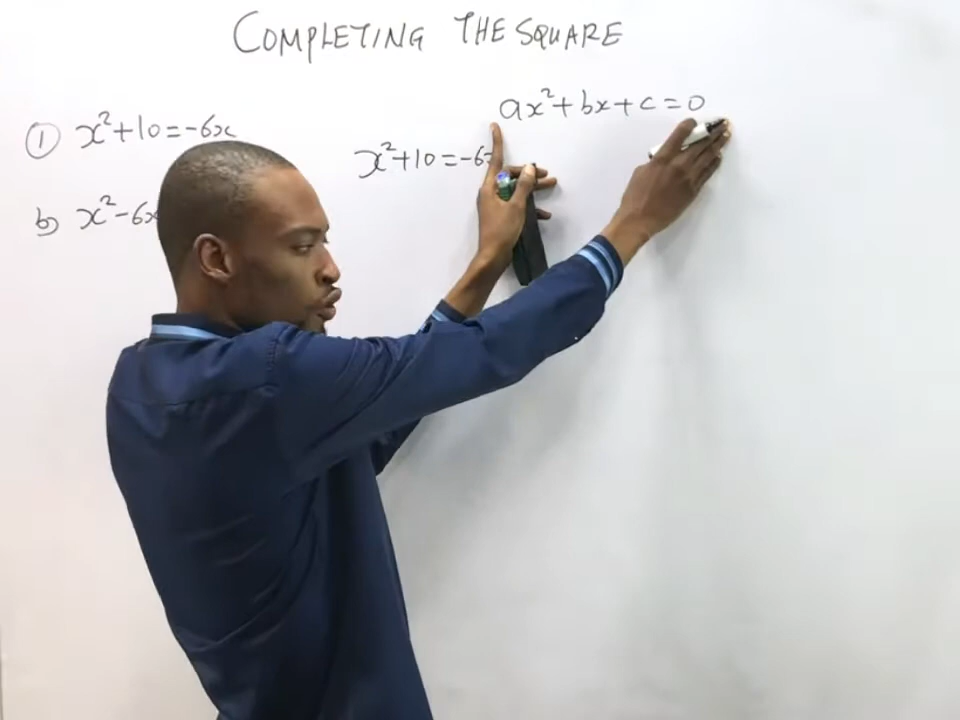 COMPLETING THE SQUARE
ax²+bx+c=0
① x²+10=-6x
x²+10=-6
b) x²-6x